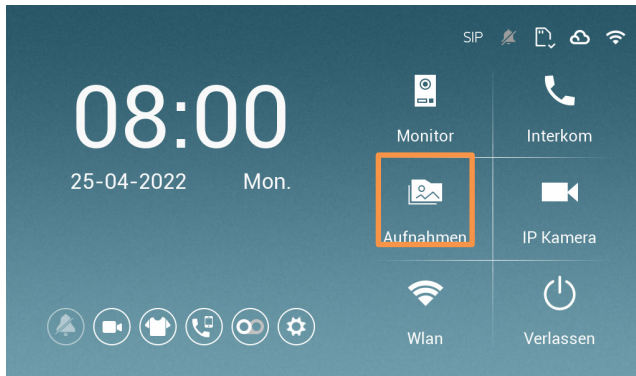 SIP
08:00
25-04-2022 Mon.
Monitor Interkom
Aufnahmen IP Kamera
Wlan Verlassen